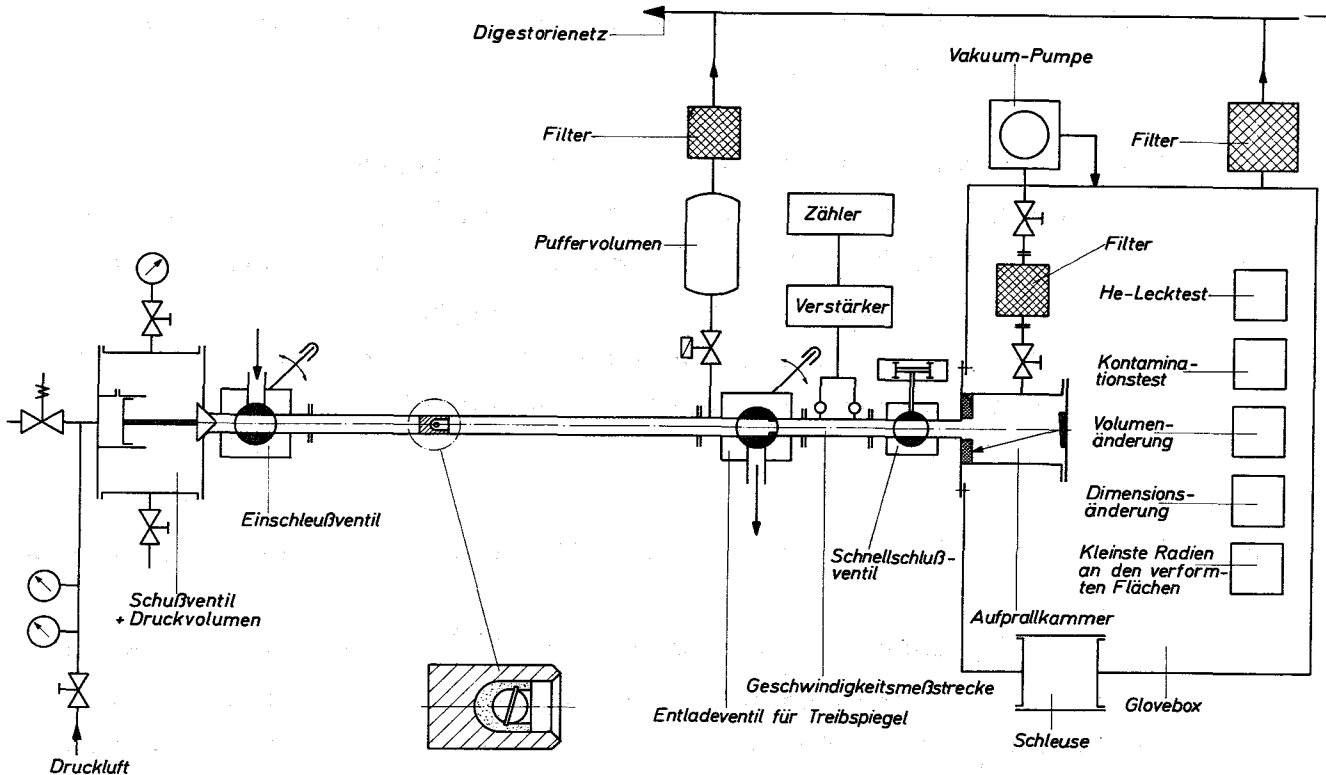 Digestorienetz
Vakuum-Pumpe
Filter
Filter
Zähler
Puffervolumen
Filter
Verstärker
He-Lecktest
Kontamina-
tionstest
Volumen-
änderung
Einschleußventil
Dimensions-
änderung
Schnellschluß-
ventil
Kleinste Radien
an den verform-
ten Flächen
Schußventil
+ Druckvolumen
Aufprallkammer
Geschwindigkeitsmeßstrecke
Entladeventil für Treibspiegel
Glovebox
Schleuse
Druckluft